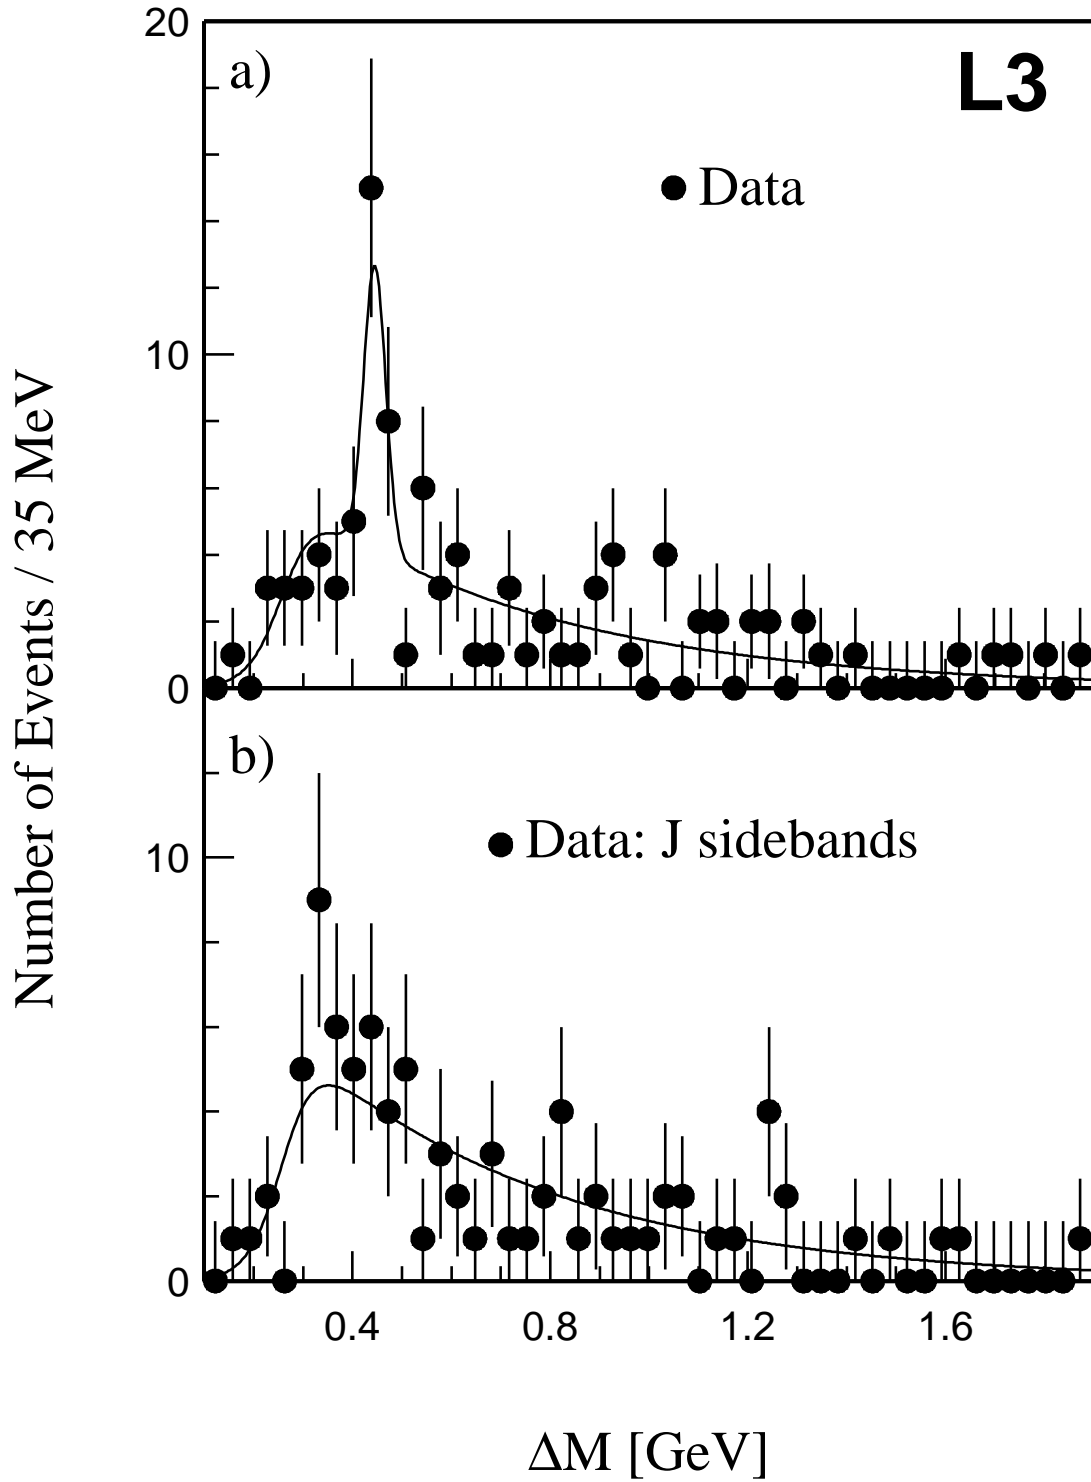 20
a)
L3
Data
10
0
b)
Data: J sidebands
10
0
0.4 0.8 1.2 1.6
Number of Events / 35 MeV
ΔM [GeV]